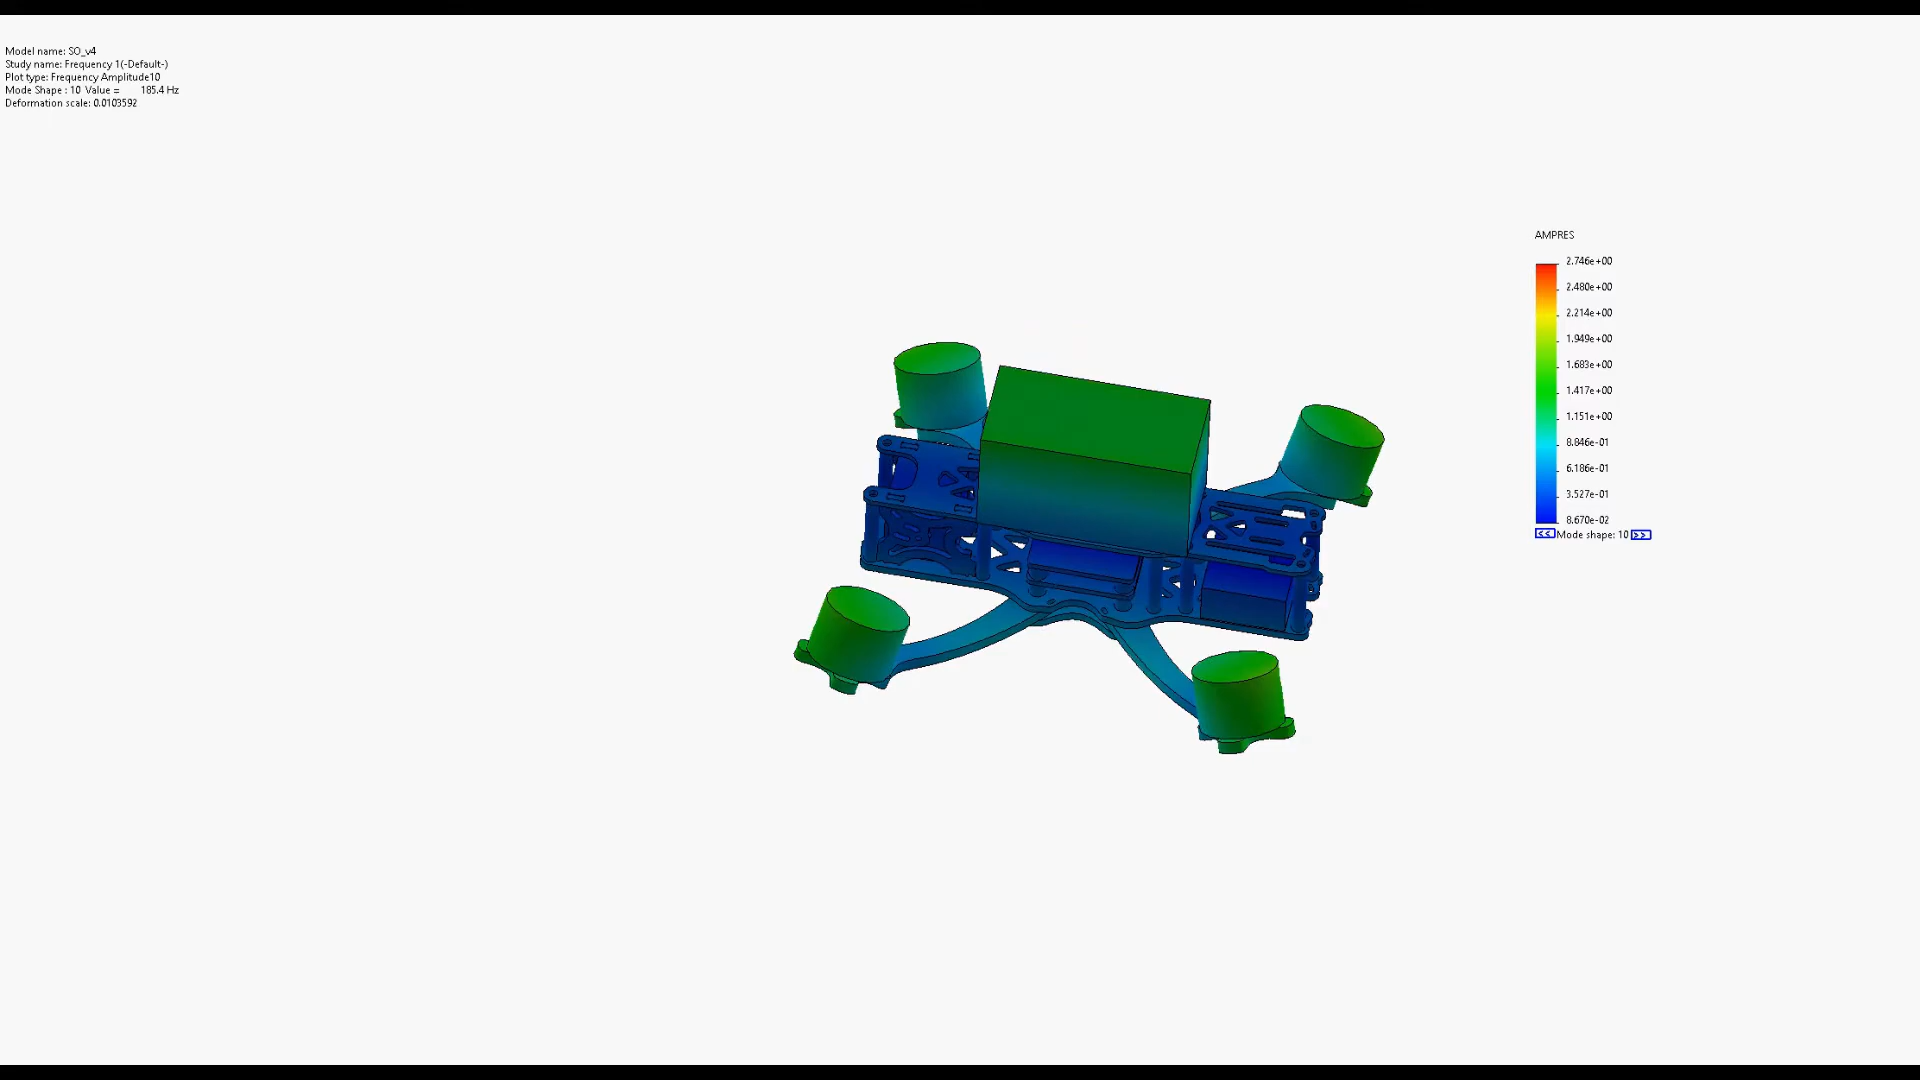 Model name: SO_v4
Study name: Frequency 1(-Default-)
Plot type: Frequency Amplitude10
Mode Shape : 10 Value = 185.4 Hz
Deformation scale: 0.0103592
AMPRES
2.746e+00
2.480e+00
2.214e+00
1.949e+00
1.683e+00
1.417e+00
1.151e+00
8.846e-01
6.186e-01
3.527e-01
8.670e-02
<< Mode shape: 10 >>